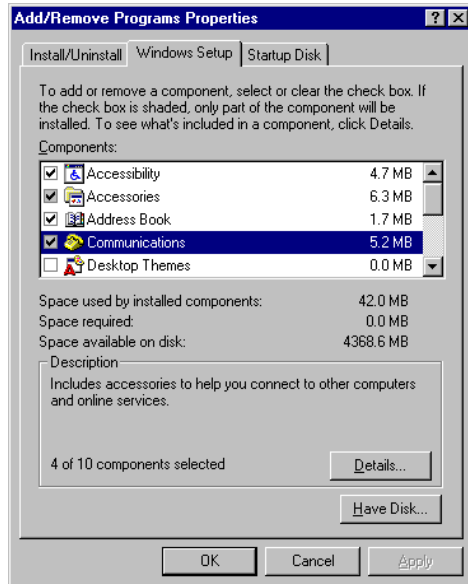 Add/Remove Programs Properties
Install/Uninstall Windows Setup Startup Disk
To add or remove a component, select or clear the check box. If
the check box is shaded, only part of the component will be
installed. To see what's included in a component, click Details.
Components:
Accessibility 4.7 MB
Accessories 6.3 MB
Address Book 1.7 MB
Communications 5.2 MB
Desktop Themes 0.0 MB
Space used by installed components: 42.0 MB
Space required: 0.0 MB
Space available on disk: 4368.6 MB
Description
Includes accessories to help you connect to other computers
and online services.
4 of 10 components selected
Details...
Have Disk...
OK Cancel Apply